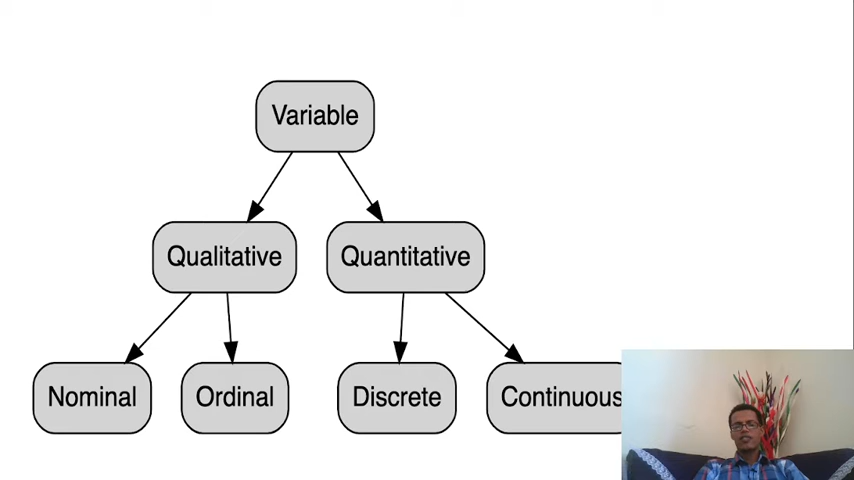 Variable
Qualitative
Quantitative
Nominal
Ordinal
Discrete
Continuous